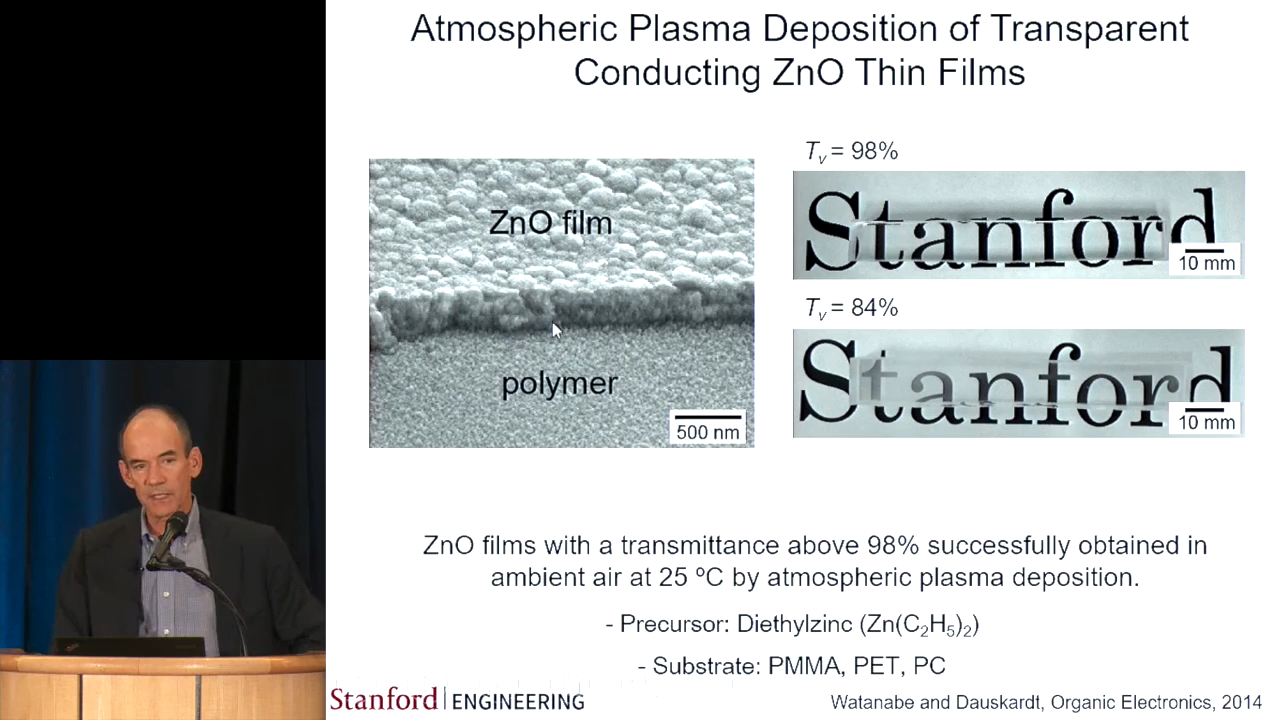 Atmospheric Plasma Deposition of Transparent
Conducting ZnO Thin Films
ZnO film
polymer
500 nm
Tv = 98%
Stanford
10 mm
Tv = 84%
Stanford
10 mm
ZnO films with a transmittance above 98% successfully obtained in
ambient air at 25 ºC by atmospheric plasma deposition.
- Precursor: Diethylzinc (Zn(C2H5)2)
- Substrate: PMMA, PET, PC
Stanford | ENGINEERING
Watanabe and Dauskardt, Organic Electronics, 2014